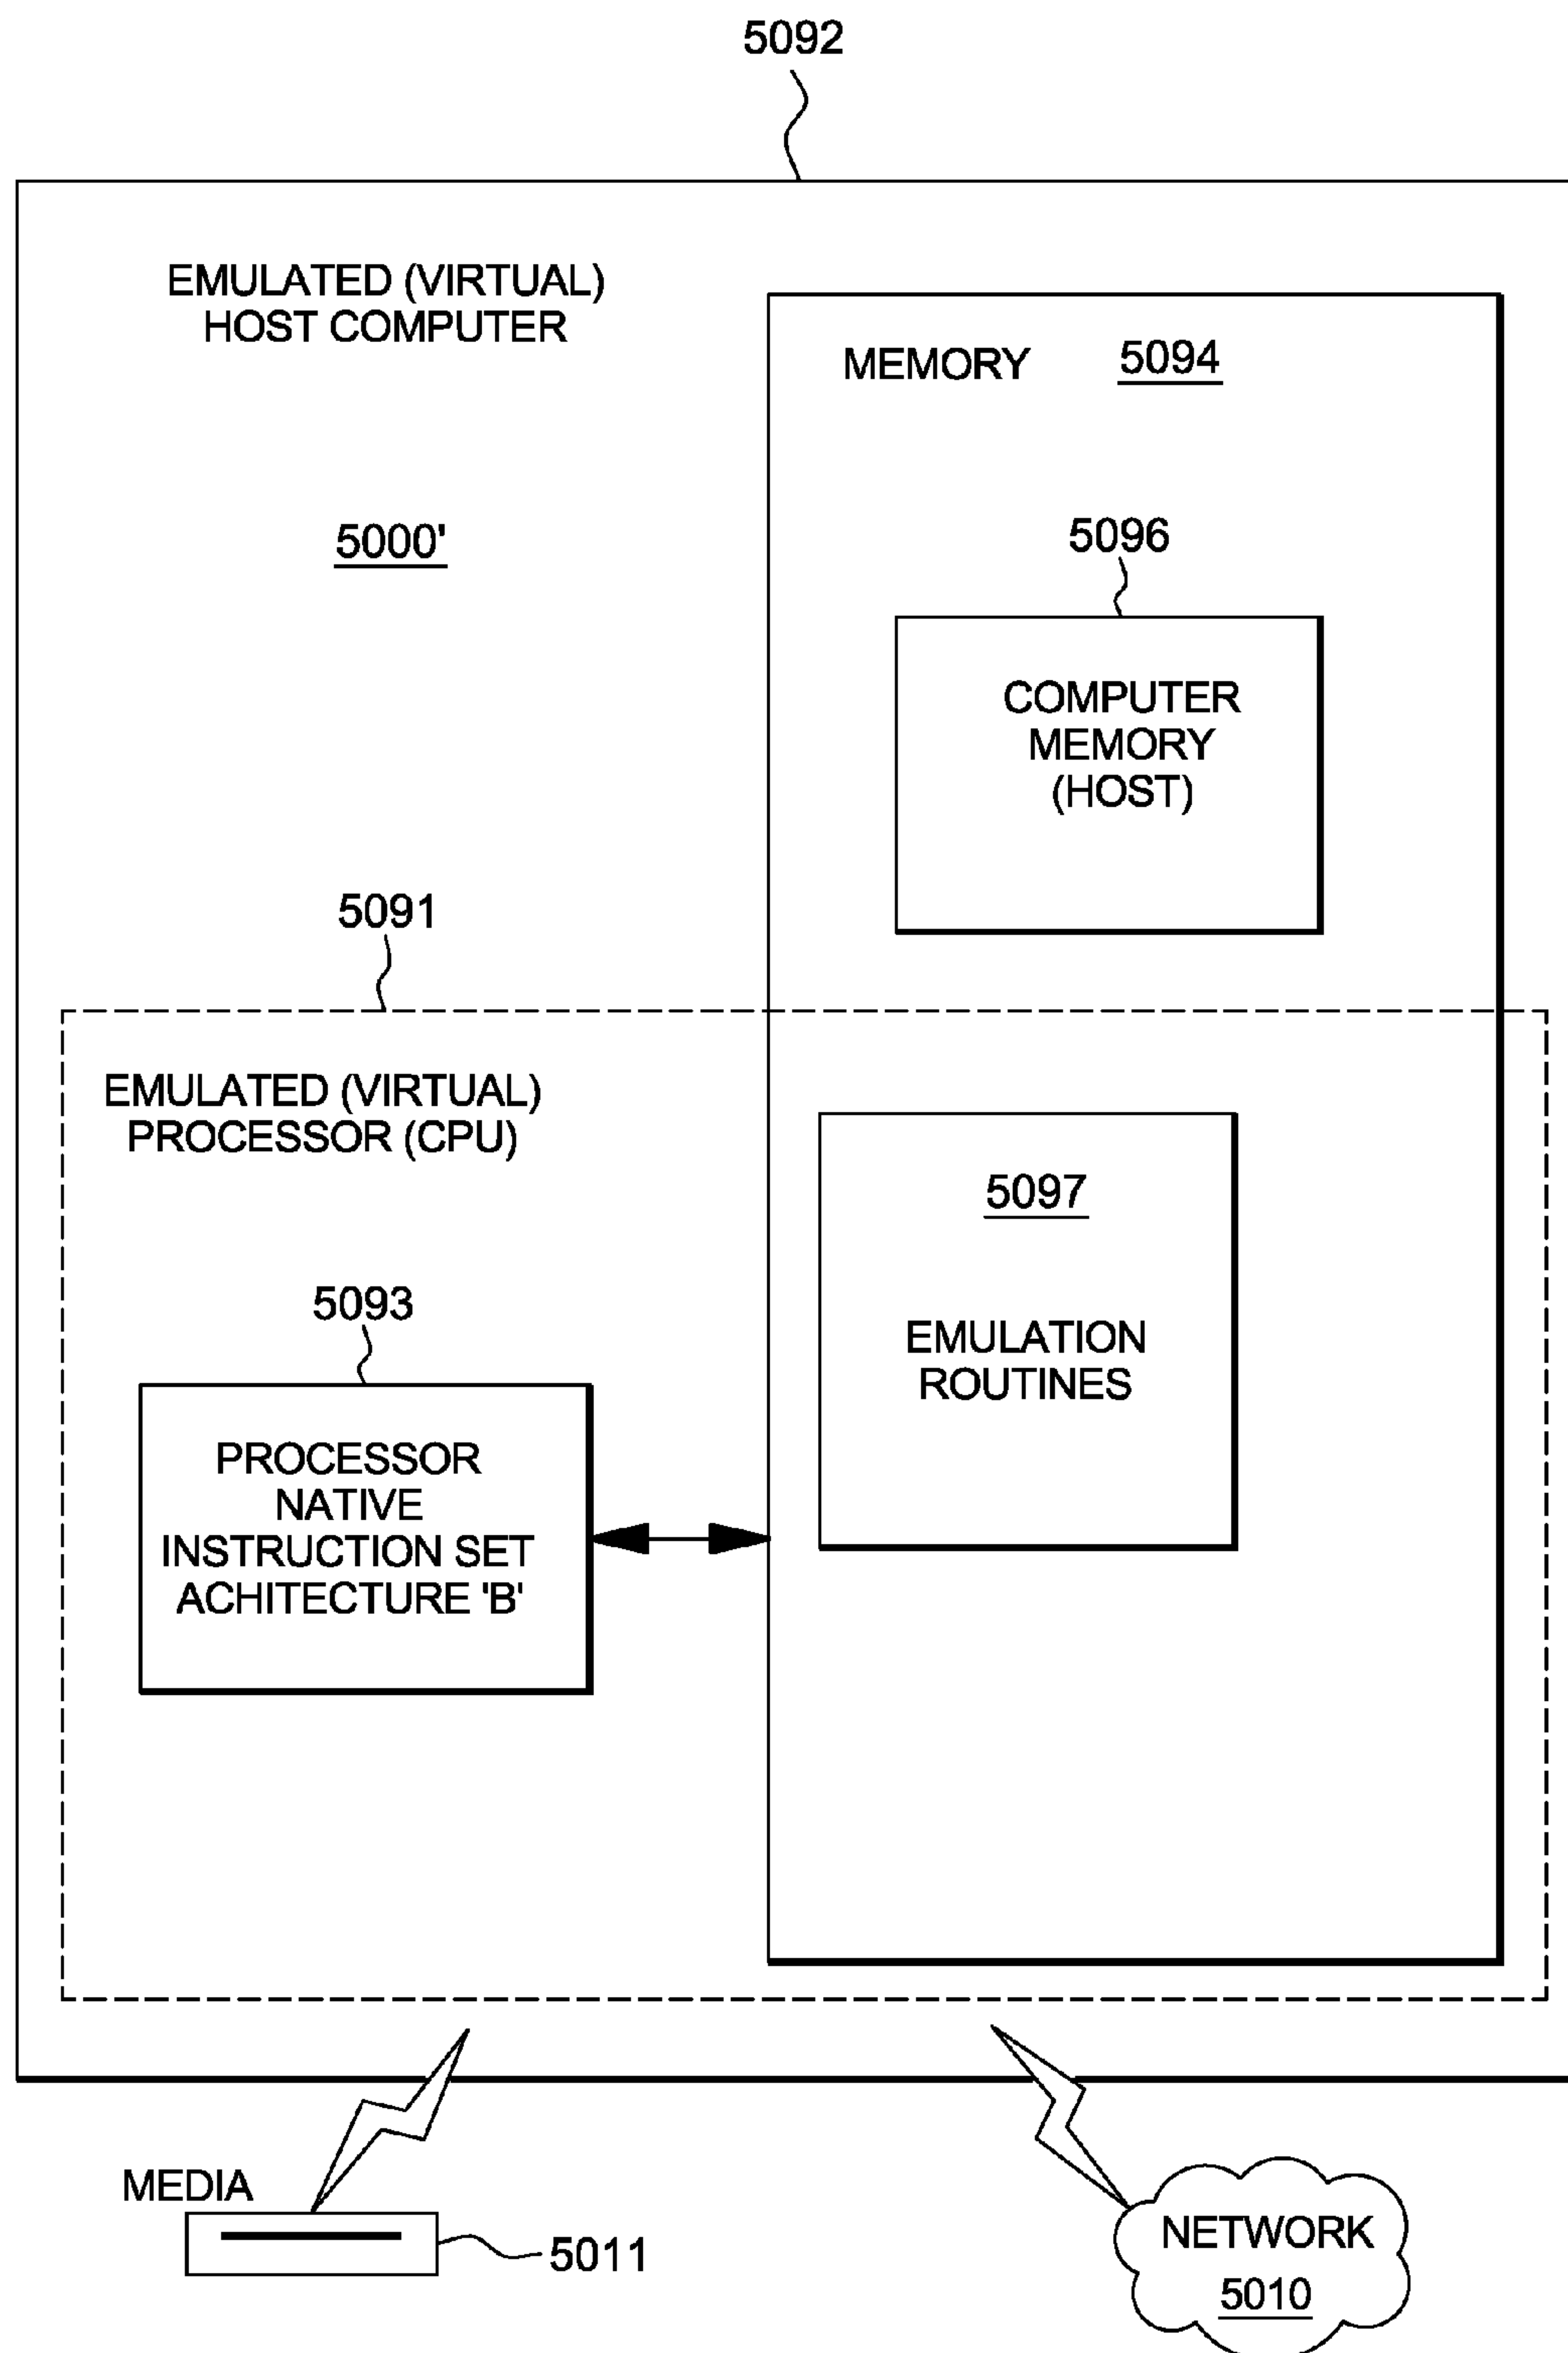 5092
EMULATED (VIRTUAL)
HOST COMPUTER
MEMORY 5094
5000'
5096
COMPUTER
MEMORY
(HOST)
5091
EMULATED (VIRTUAL)
PROCESSOR (CPU)
5097
EMULATION
ROUTINES
5093
PROCESSOR
NATIVE
INSTRUCTION SET
ACHITECTURE 'B'
MEDIA
5011
NETWORK
5010